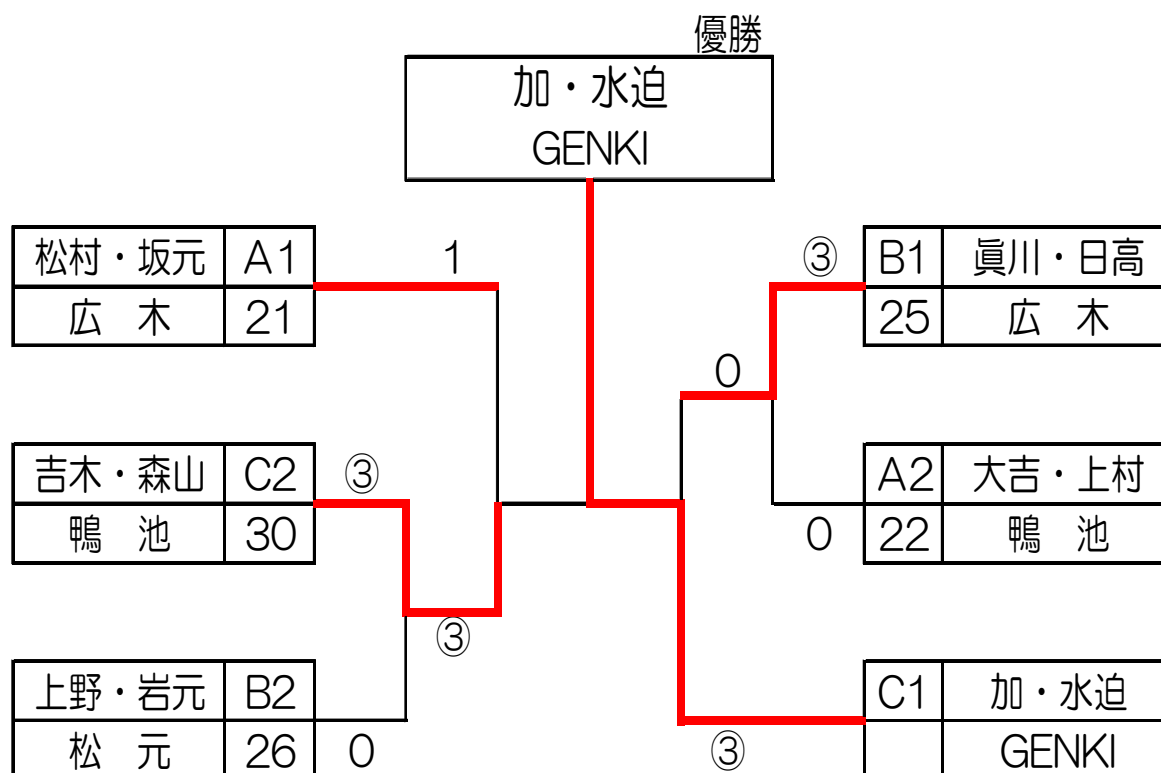 優勝
加・水迫
GENKI
松村・坂元 A1 1 ③ B1 眞川・日高
広 木 21 25 広 木
0
吉木・森山 C2 ③ A2 大吉・上村
鴨 池 30 0 22 鴨 池
③
上野・岩元 B2 C1 加・水迫
松 元 26 0 ③ GENKI